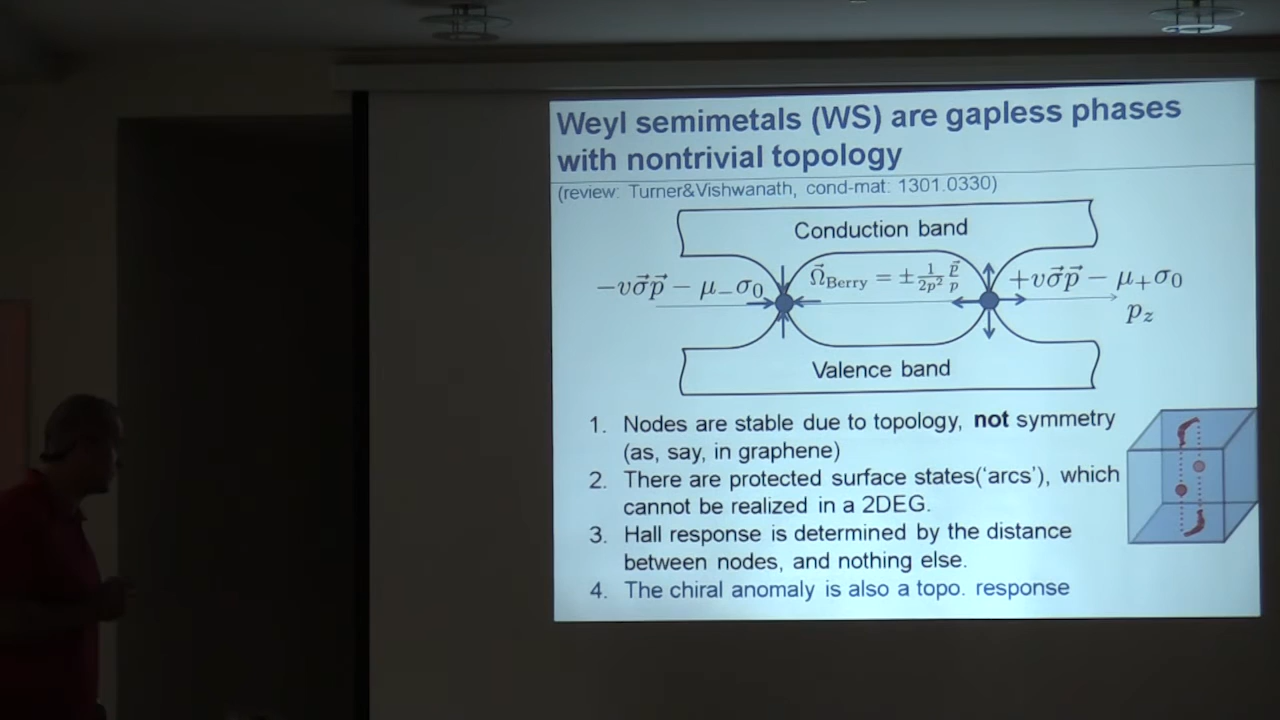 Weyl semimetals (WS) are gapless phases
with nontrivial topology
(review: Turner&Vishwanath, cond-mat: 1301.0330)
Conduction band
−vσ⃗p⃗ − μ₋σ₀
Ω⃗Berry = ± 1/2p² p⃗/p
+vσ⃗p⃗ − μ₊σ₀
pz
Valence band
1. Nodes are stable due to topology, not symmetry
(as, say, in graphene)
2. There are protected surface states('arcs'), which
cannot be realized in a 2DEG.
3. Hall response is determined by the distance
between nodes, and nothing else.
4. The chiral anomaly is also a topo. response